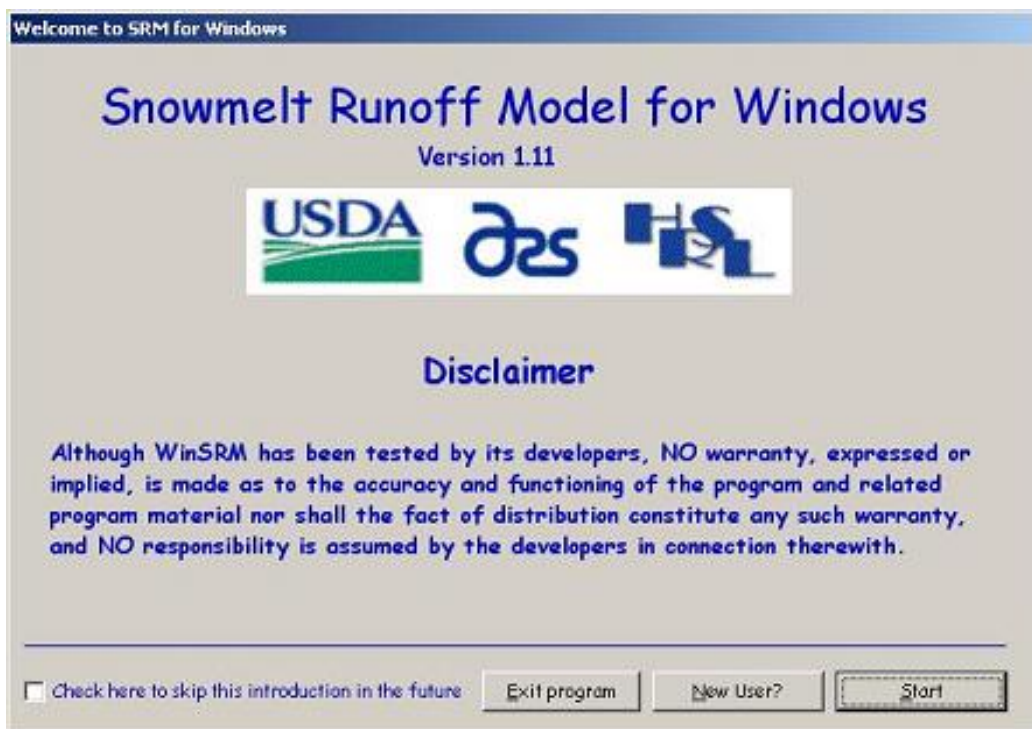 Welcome to SRM for Windows
Snowmelt Runoff Model for Windows
Version 1.11
USDA ars HRSL
Disclaimer
Although WinSRM has been tested by its developers, NO warranty, expressed or
implied, is made as to the accuracy and functioning of the program and related
program material nor shall the fact of distribution constitute any such warranty,
and NO responsibility is assumed by the developers in connection therewith.
Check here to skip this introduction in the future Exit program New User? Start